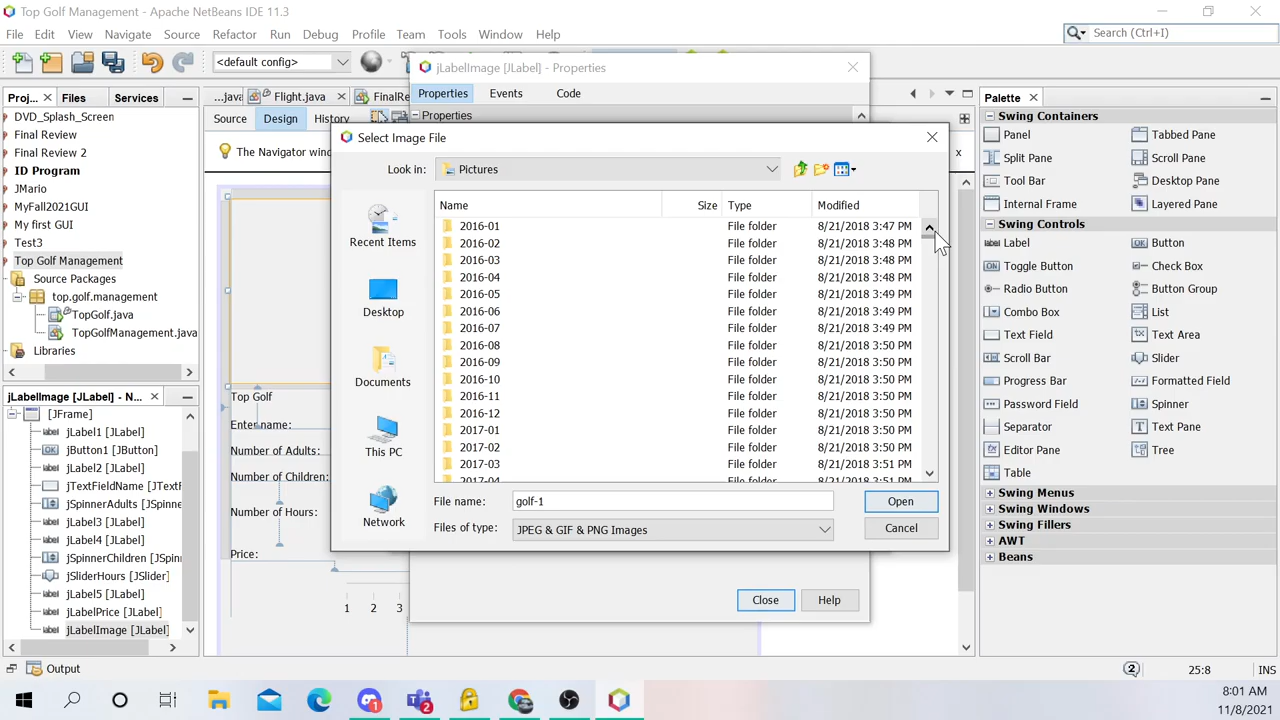 Top Golf Management - Apache NetBeans IDE 11.3
File Edit View Navigate Source Refactor Run Debug Profile Team Tools Window Help
Search (Ctrl+I)
<default config>
jLabelImage [JLabel] - Properties
Properties Events Code
Properties
Proj... Files Services
...java Flight.java FinalRe
Source Design History
The Navigator wind
DVD_Splash_Screen
Final Review
Final Review 2
ID Program
JMario
MyFall2021GUI
My first GUI
Test3
Top Golf Management
Source Packages
top.golf.management
TopGolf.java
TopGolfManagement.java
Libraries
jLabelImage [JLabel] - N...
[JFrame]
jLabel1 [JLabel]
jButton1 [JButton]
jLabel2 [JLabel]
jTextFieldName [JTextF
jSpinnerAdults [JSpinne
jLabel3 [JLabel]
jLabel4 [JLabel]
jSpinnerChildren [JSpinne
jSliderHours [JSlider]
jLabel5 [JLabel]
jLabelPrice [JLabel]
jLabelImage [JLabel]
Top Golf
Enter name:
Number of Adults:
Number of Children:
Number of Hours:
Price:
1 2 3
Select Image File
Look in: Pictures
Recent Items
Desktop
Documents
This PC
Network
Name Size Type Modified
2016-01 File folder 8/21/2018 3:47 PM
2016-02 File folder 8/21/2018 3:48 PM
2016-03 File folder 8/21/2018 3:48 PM
2016-04 File folder 8/21/2018 3:48 PM
2016-05 File folder 8/21/2018 3:49 PM
2016-06 File folder 8/21/2018 3:49 PM
2016-07 File folder 8/21/2018 3:49 PM
2016-08 File folder 8/21/2018 3:50 PM
2016-09 File folder 8/21/2018 3:50 PM
2016-10 File folder 8/21/2018 3:50 PM
2016-11 File folder 8/21/2018 3:50 PM
2016-12 File folder 8/21/2018 3:50 PM
2017-01 File folder 8/21/2018 3:50 PM
2017-02 File folder 8/21/2018 3:50 PM
2017-03 File folder 8/21/2018 3:51 PM
2017-04 File folder 8/21/2018 3:51 PM
File name: golf-1 Open
Files of type: JPEG & GIF & PNG Images Cancel
Close Help
Palette
Swing Containers
Panel Tabbed Pane
Split Pane Scroll Pane
Tool Bar Desktop Pane
Internal Frame Layered Pane
Swing Controls
Label Button
Toggle Button Check Box
Radio Button Button Group
Combo Box List
Text Field Text Area
Scroll Bar Slider
Progress Bar Formatted Field
Password Field Spinner
Separator Text Pane
Editor Pane Tree
Table
Swing Menus
Swing Windows
Swing Fillers
AWT
Beans
Output
2 25:8 INS
1 2
8:01 AM
11/8/2021